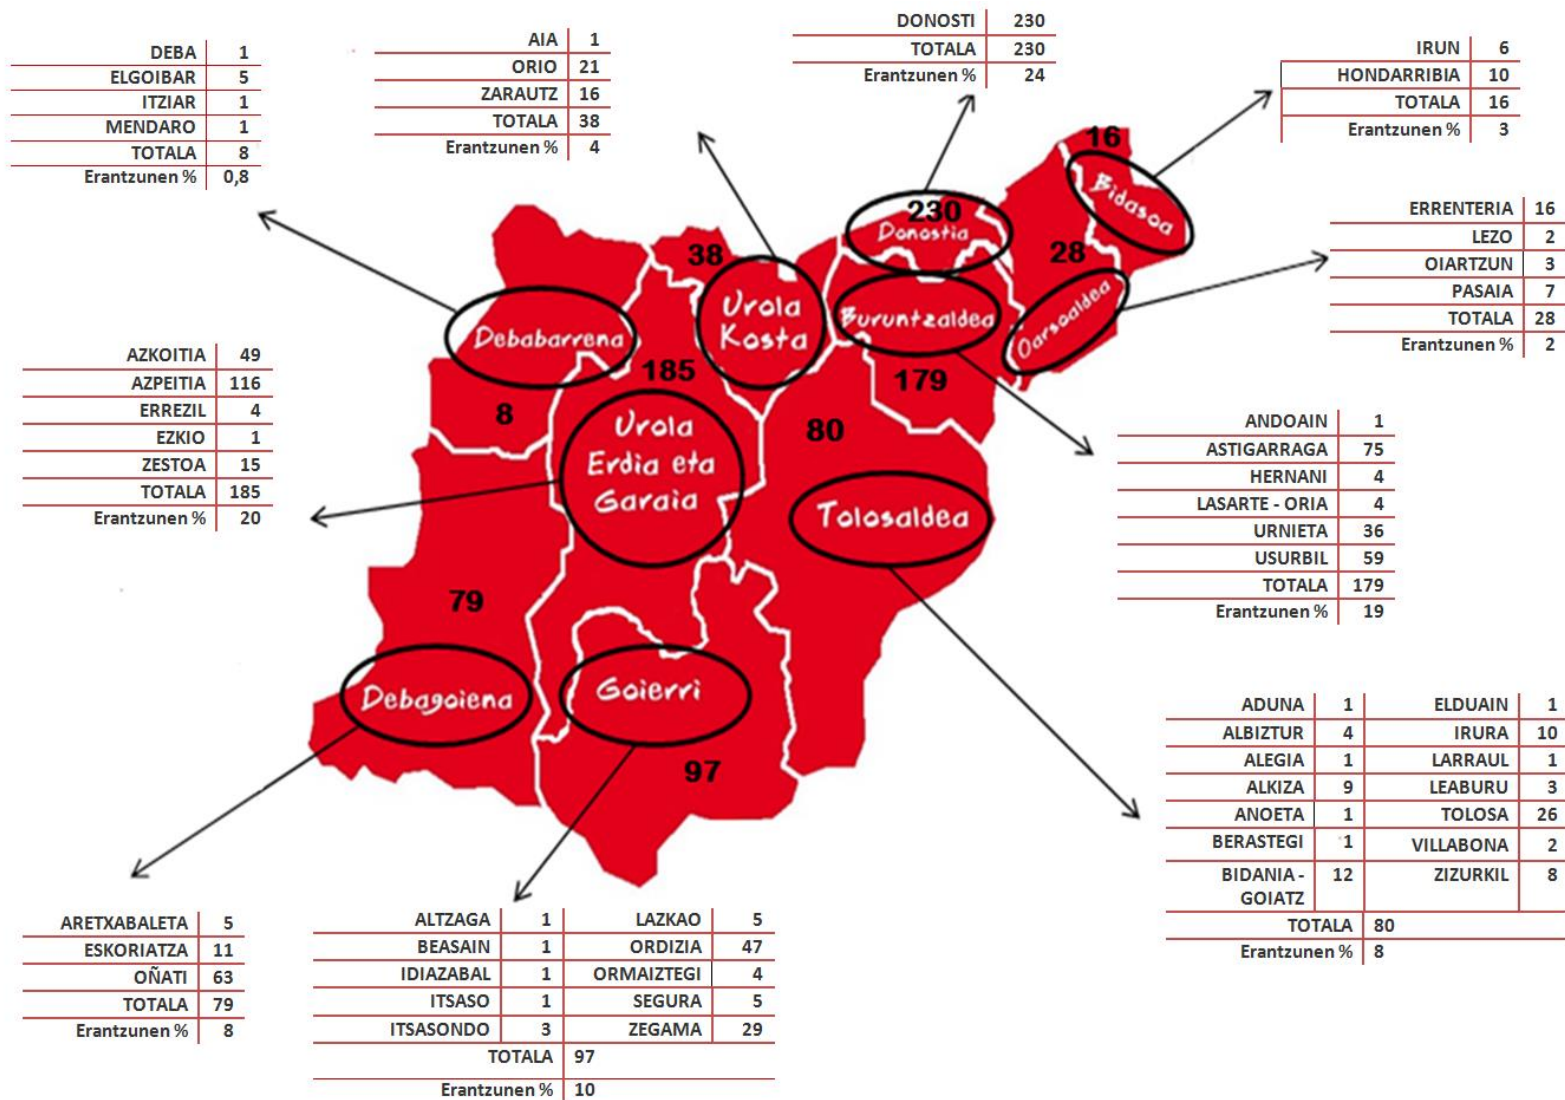 DEBA 1
ELGOIBAR 5
ITZIAR 1
MENDARO 1
TOTALA 8
Erantzunen % 0,8
AIA 1
ORIO 21
ZARAUTZ 16
TOTALA 38
Erantzunen % 4
DONOSTI 230
TOTALA 230
Erantzunen % 24
IRUN 6
HONDARRIBIA 10
TOTALA 16
Erantzunen % 3
ERRENTERIA 16
LEZO 2
OIARTZUN 3
PASAIA 7
TOTALA 28
Erantzunen % 2
16
Bidasoa
230
Donostia
38
28
Urola
Kosta
Buruntzaldea
Oarsoaldea
Debabarrena
185
179
8
80
Urola
Erdia eta
Garaia
Tolosaldea
79
Debagoiena
Goierri
97
AZKOITIA 49
AZPEITIA 116
ERREZIL 4
EZKIO 1
ZESTOA 15
TOTALA 185
Erantzunen % 20
ANDOAIN 1
ASTIGARRAGA 75
HERNANI 4
LASARTE - ORIA 4
URNIETA 36
USURBIL 59
TOTALA 179
Erantzunen % 19
ADUNA 1 ELDUAIN 1
ALBIZTUR 4 IRURA 10
ALEGIA 1 LARRAUL 1
ALKIZA 9 LEABURU 3
ANOETA 1 TOLOSA 26
BERASTEGI 1 VILLABONA 2
BIDANIA - 12 ZIZURKIL 8
GOIATZ
TOTALA 80
Erantzunen % 8
ARETXABALETA 5
ESKORIATZA 11
OÑATI 63
TOTALA 79
Erantzunen % 8
ALTZAGA 1 LAZKAO 5
BEASAIN 1 ORDIZIA 47
IDIAZABAL 1 ORMAIZTEGI 4
ITSASO 1 SEGURA 5
ITSASONDO 3 ZEGAMA 29
TOTALA 97
Erantzunen % 10